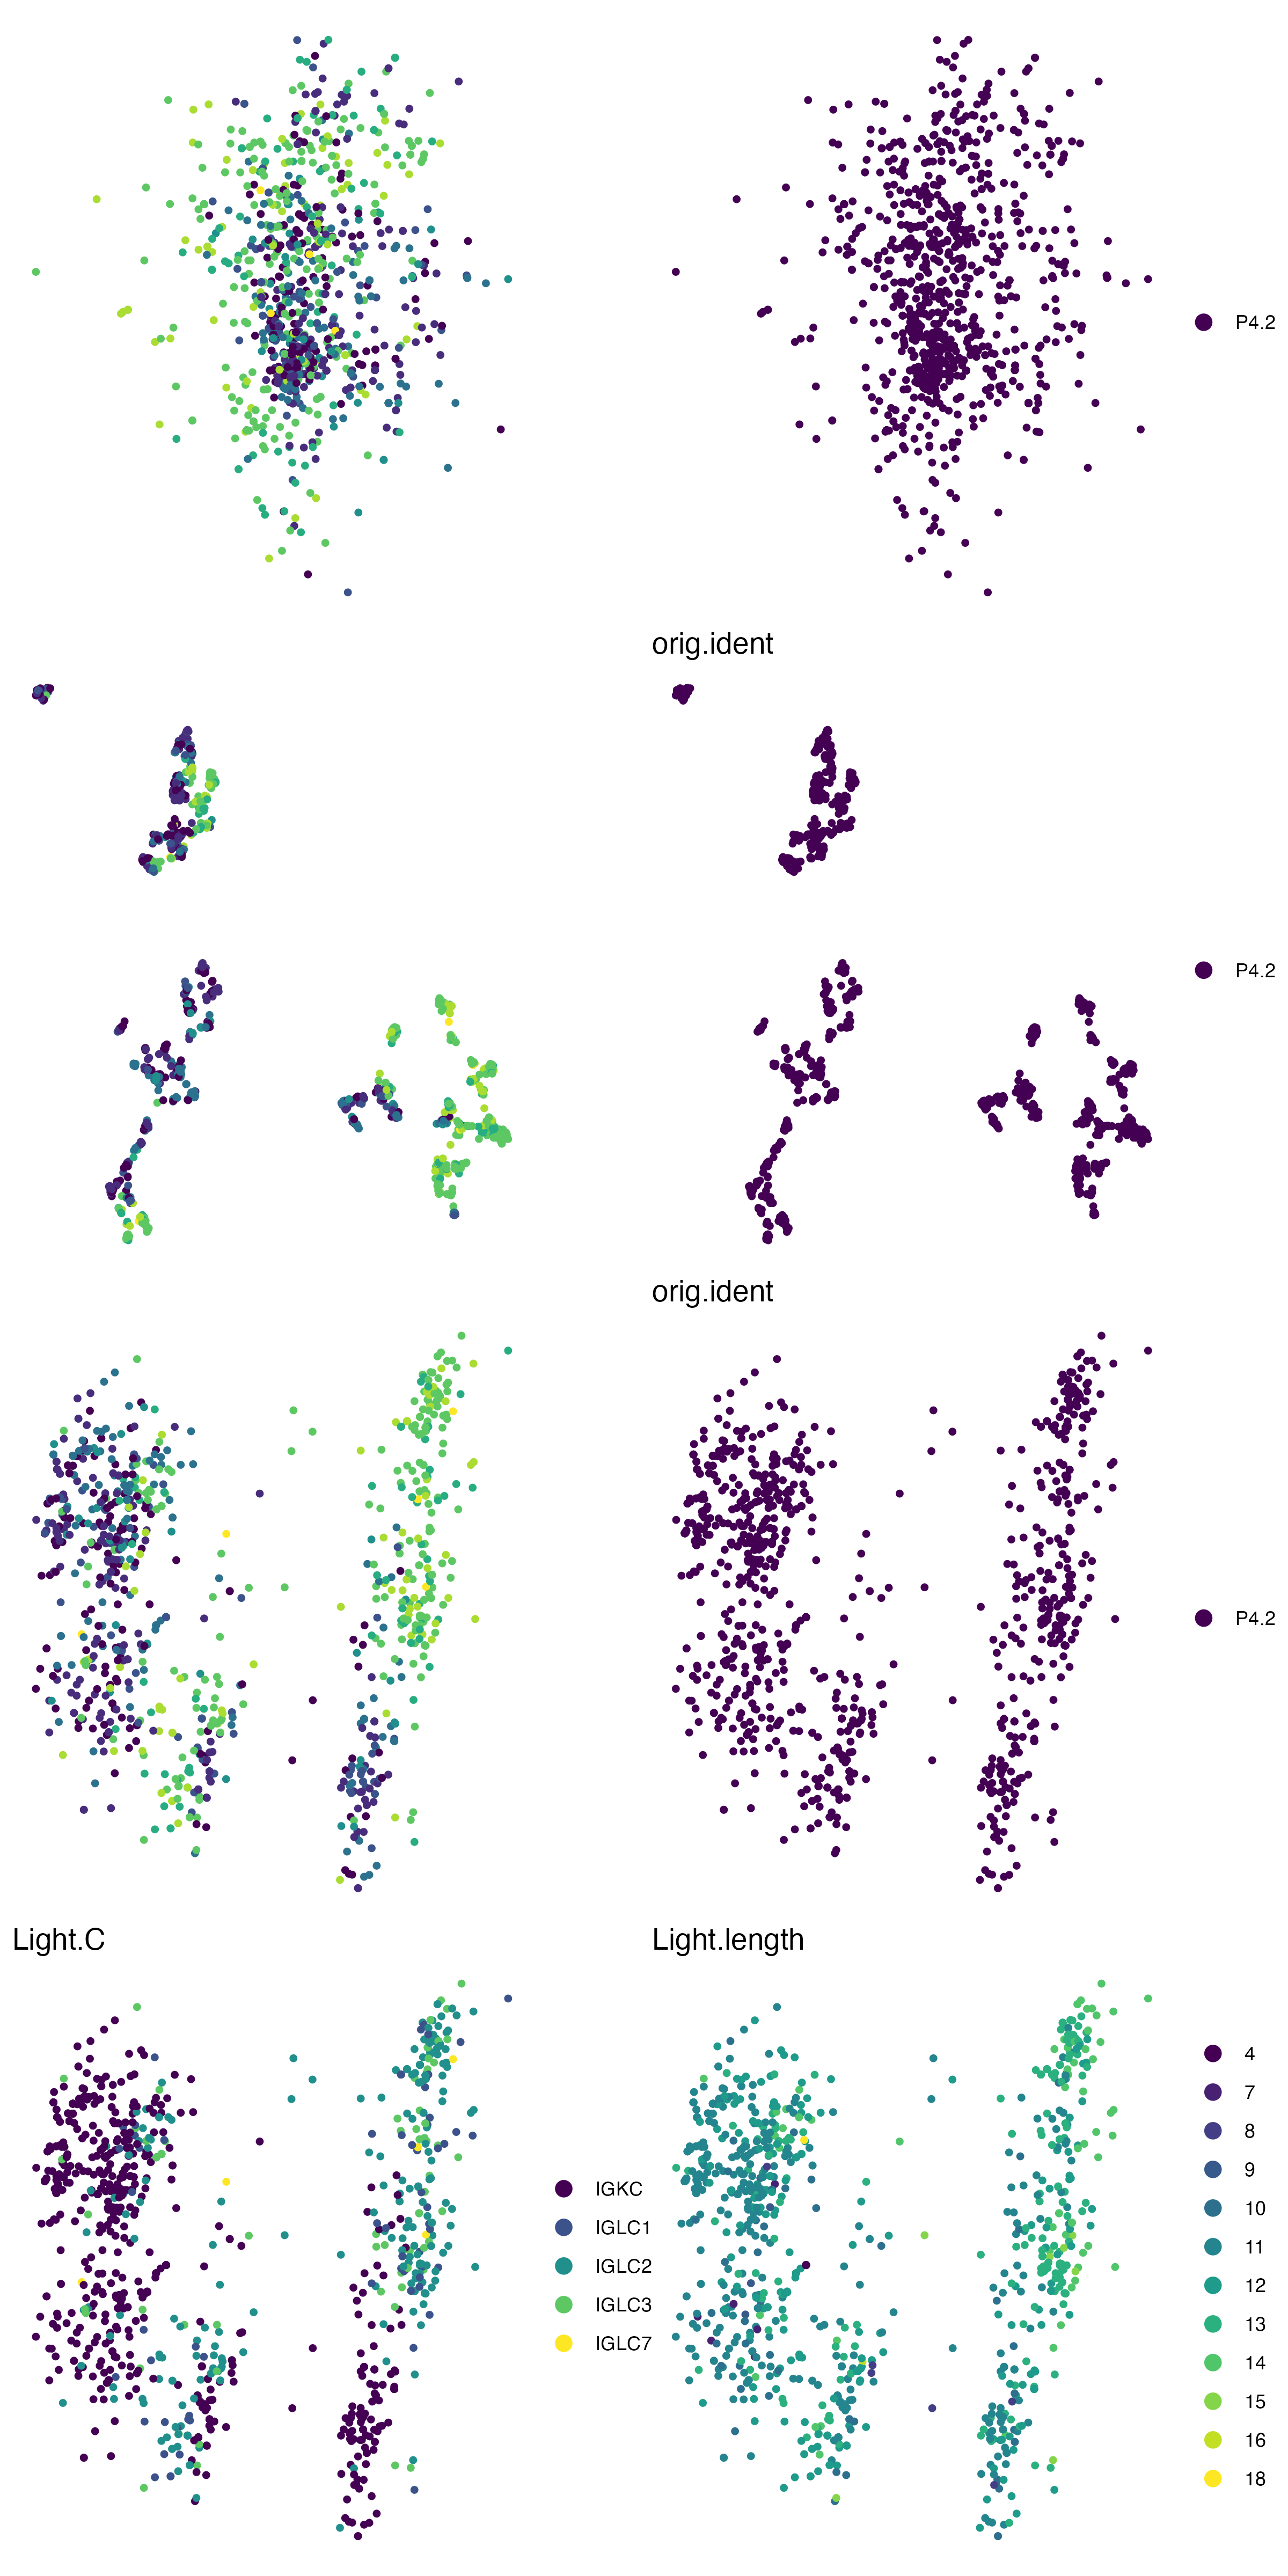 P4.2
orig.ident
P4.2
orig.ident
P4.2
Light.C
Light.length
IGKC
IGLC1
IGLC2
IGLC3
IGLC7
4
7
8
9
10
11
12
13
14
15
16
18